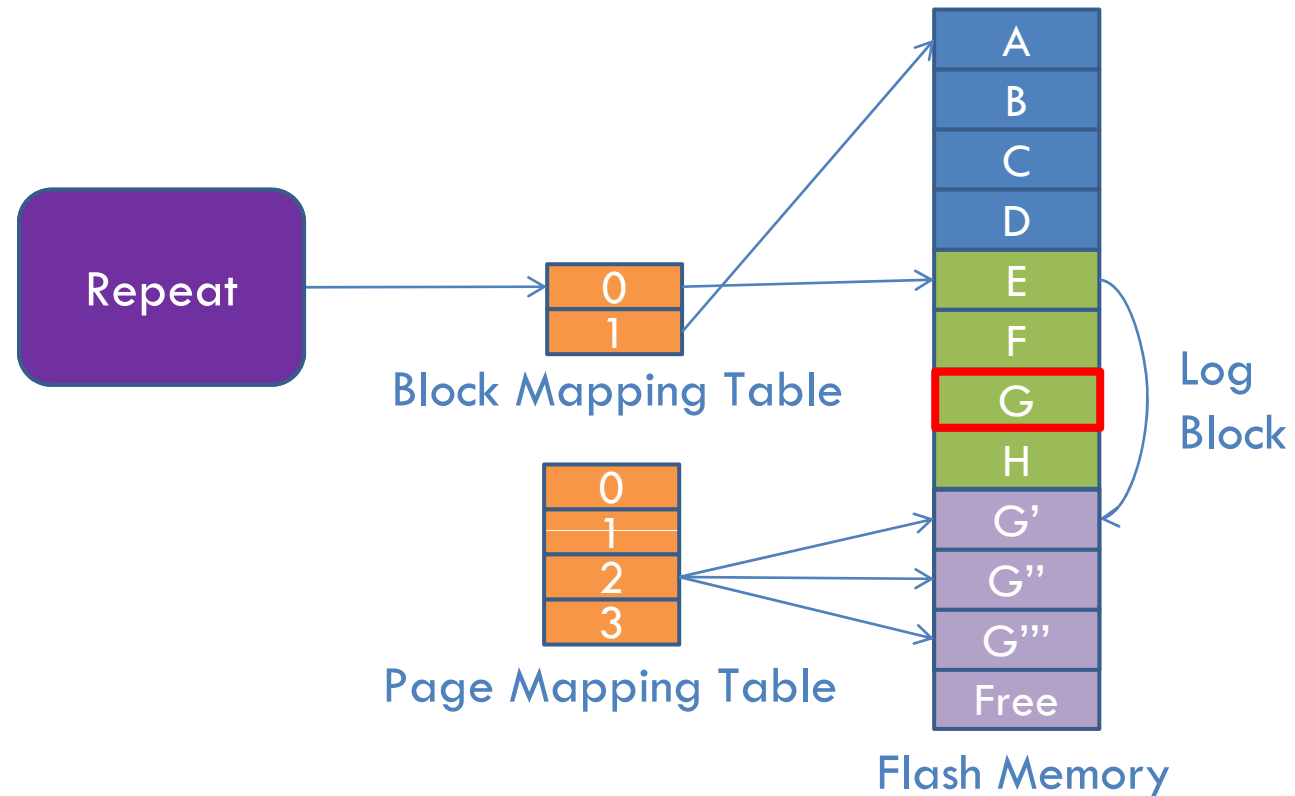 Repeat
0
1
Block Mapping Table
0
1
2
3
Page Mapping Table
A
B
C
D
E
F
G
H
G’
G’’
G’’’
Free
Flash Memory
Log
Block